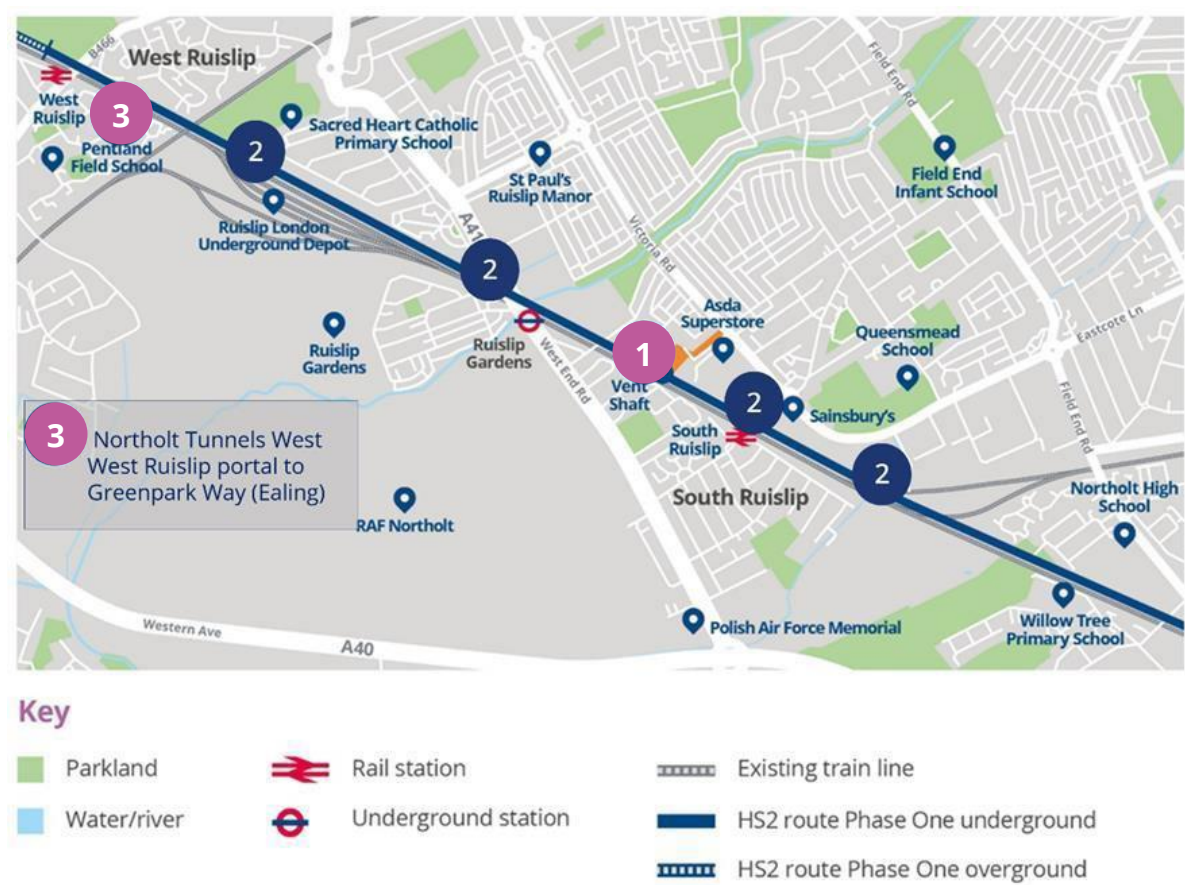 B466
West Ruislip
Field End Rd
West
Ruislip
3
Pentland
Field School
2
Sacred Heart Catholic
Primary School
St Paul's
Ruislip Manor
Field End
Infant School
Ruislip London
Underground Depot
A41
Victoria Rd
2
Asda
Superstore
Queensmead
School
Eastcote Ln
Ruislip
Gardens
Ruislip
Gardens
West End Rd
1
Vent
Shaft
2
Sainsbury's
South
Ruislip
Field End Rd
3
Northolt Tunnels West
West Ruislip portal to
Greenpark Way (Ealing)
2
South Ruislip
Northolt High
School
RAF Northolt
Western Ave
A40
Polish Air Force Memorial
Willow Tree
Primary School
Key
Parkland
Rail station
Existing train line
Water/river
Underground station
HS2 route Phase One underground
HS2 route Phase One overground